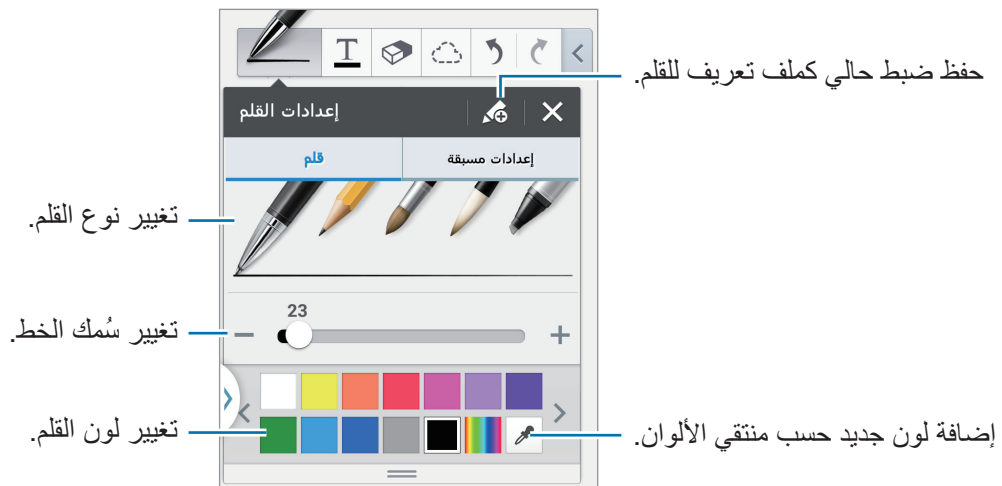 T
حفظ ضبط حالي كملف تعريف للقلم.
إعدادات القلم
قلم
إعدادات مسبقة
تغيير نوع القلم.
23
تغيير سُمك الخط.
تغيير لون القلم.
إضافة لون جديد حسب منتقي الألوان.